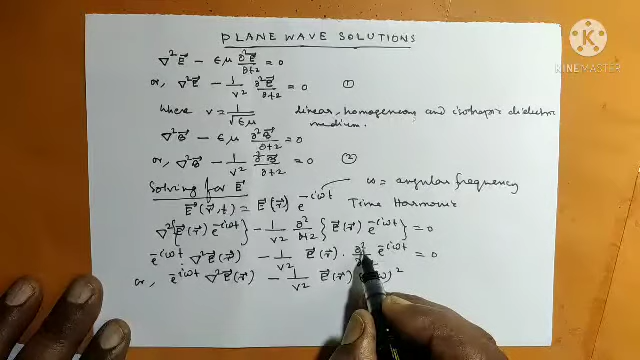 PLANE WAVE SOLUTIONS
KINEMASTER
∇²E⃗ − εμ ∂²E⃗/∂t² = 0
or, ∇²E⃗ − 1/v² ∂²E⃗/∂t² = 0 ①
Where v = 1/√εμ linear, homogeneous and isotropic dielectric medium.
∇²B⃗ − εμ ∂²B⃗/∂t² = 0
or, ∇²B⃗ − 1/v² ∂²B⃗/∂t² = 0 ②
Solving for E⃗
ω = angular frequency
E⃗(r⃗,t) = E⃗(r⃗) e^-iωt Time Harmonic
∇²{E⃗(r⃗) e^-iωt} − 1/v² ∂²/∂t² {E⃗(r⃗) e^-iωt} = 0
e^-iωt ∇²E⃗(r⃗) − 1/v² E⃗(r⃗) · ∂²/∂t² e^-iωt = 0
or, e^-iωt ∇²E⃗(r⃗) − 1/v² E⃗(r⃗) ω)²